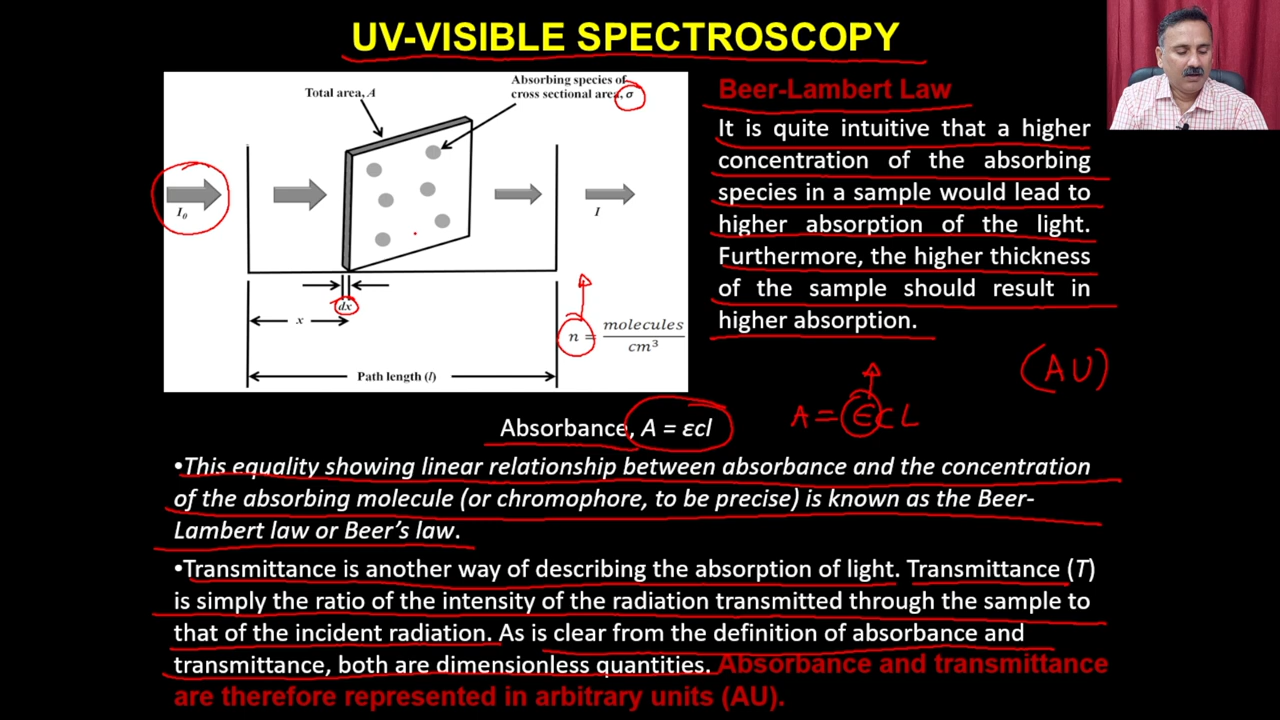 UV-VISIBLE SPECTROSCOPY
Total area, A
Absorbing species of
cross sectional area, σ
I₀
I
dx
x
n = molecules / cm³
Path length (l)
Beer-Lambert Law
It is quite intuitive that a higher
concentration of the absorbing
species in a sample would lead to
higher absorption of the light.
Furthermore, the higher thickness
of the sample should result in
higher absorption.
(AU)
A = ϵCL
Absorbance, A = εcl
•This equality showing linear relationship between absorbance and the concentration
of the absorbing molecule (or chromophore, to be precise) is known as the Beer-
Lambert law or Beer's law.
•Transmittance is another way of describing the absorption of light. Transmittance (T)
is simply the ratio of the intensity of the radiation transmitted through the sample to
that of the incident radiation. As is clear from the definition of absorbance and
transmittance, both are dimensionless quantities. Absorbance and transmittance
are therefore represented in arbitrary units (AU).